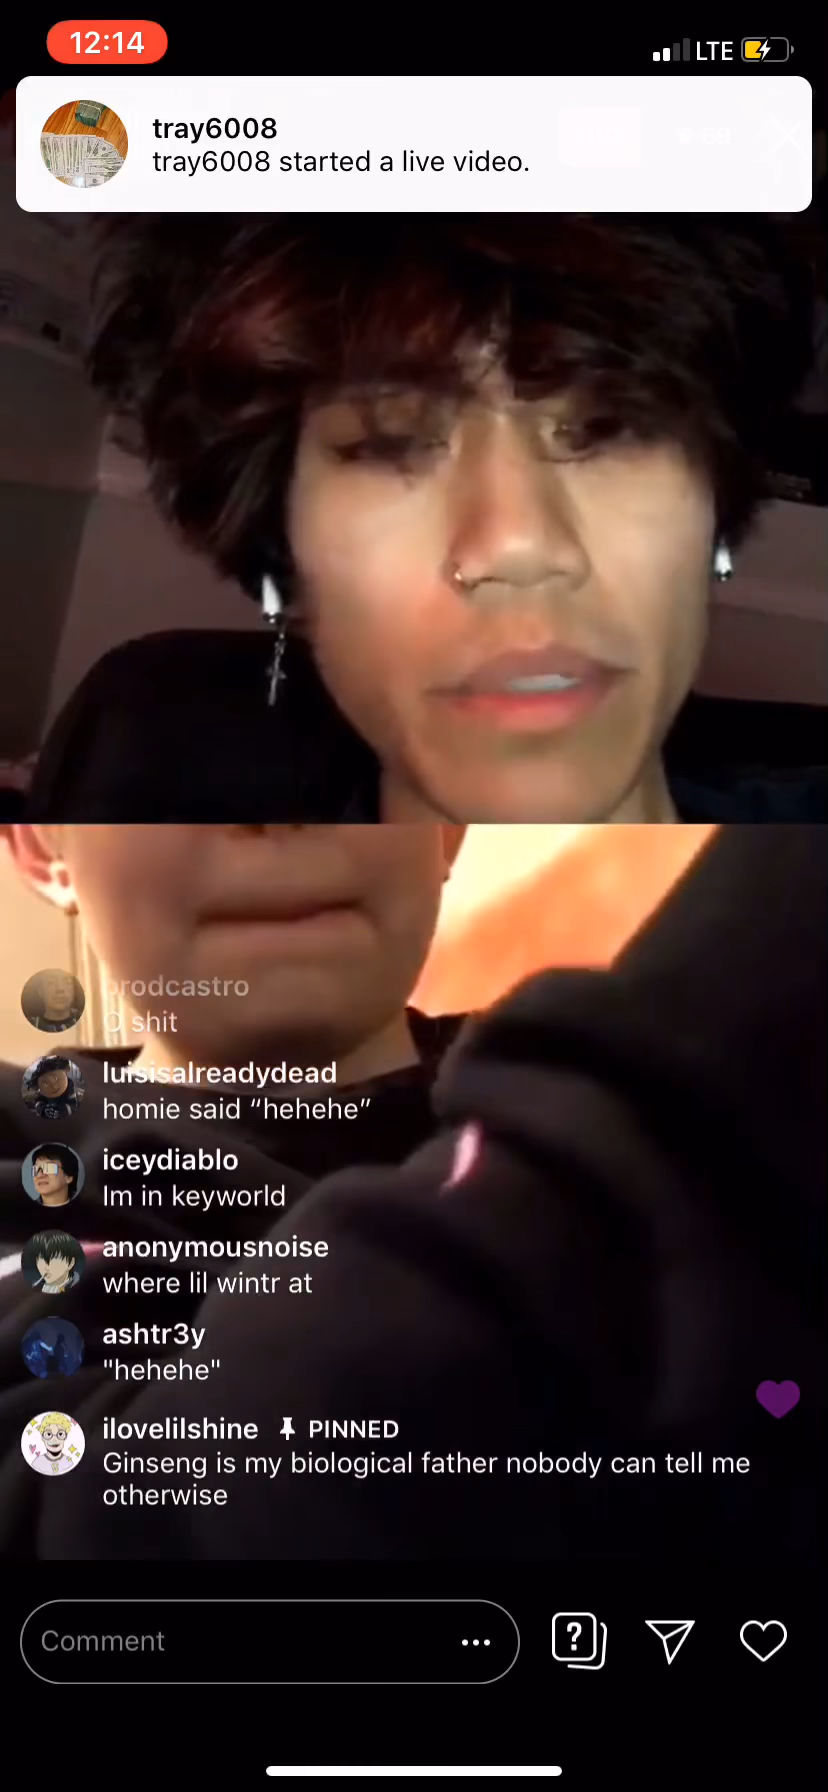 12:14
LTE
tray6008
tray6008 started a live video.
prodcastro
O shit
luisisalreadydead
homie said “hehehe”
iceydiablo
Im in keyworld
anonymousnoise
where lil wintr at
ashtr3y
"hehehe"
ilovelilshine PINNED
Ginseng is my biological father nobody can tell me
otherwise
Comment